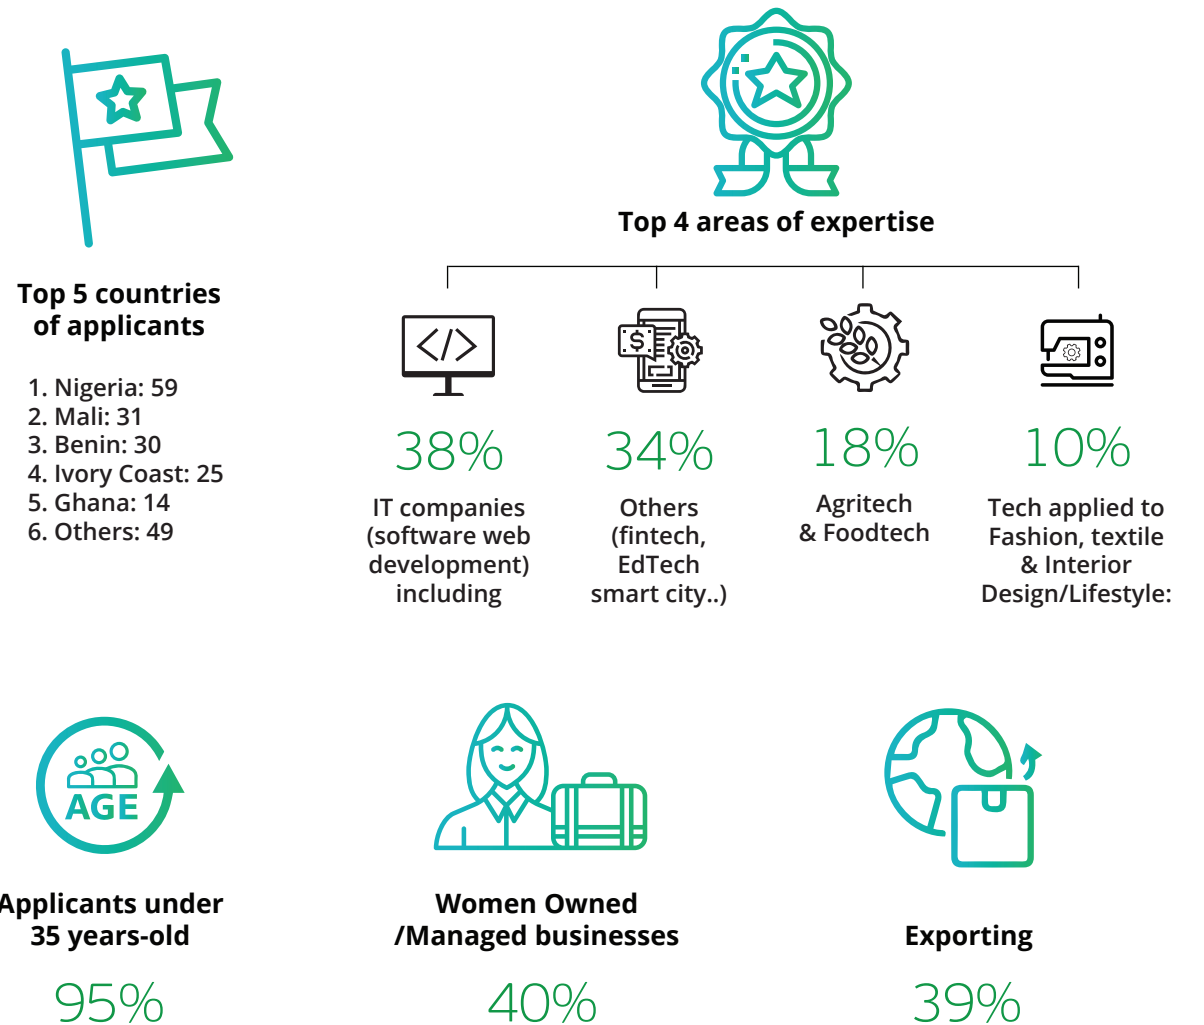 Top 5 countries
of applicants
1. Nigeria: 59
2. Mali: 31
3. Benin: 30
4. Ivory Coast: 25
5. Ghana: 14
6. Others: 49
Top 4 areas of expertise
</>
38%
IT companies
(software web
development)
including
$
34%
Others
(fintech,
EdTech
smart city..)
18%
Agritech
& Foodtech
10%
Tech applied to
Fashion, textile
& Interior
Design/Lifestyle:
AGE
Applicants under
35 years-old
95%
Women Owned
/Managed businesses
40%
Exporting
39%